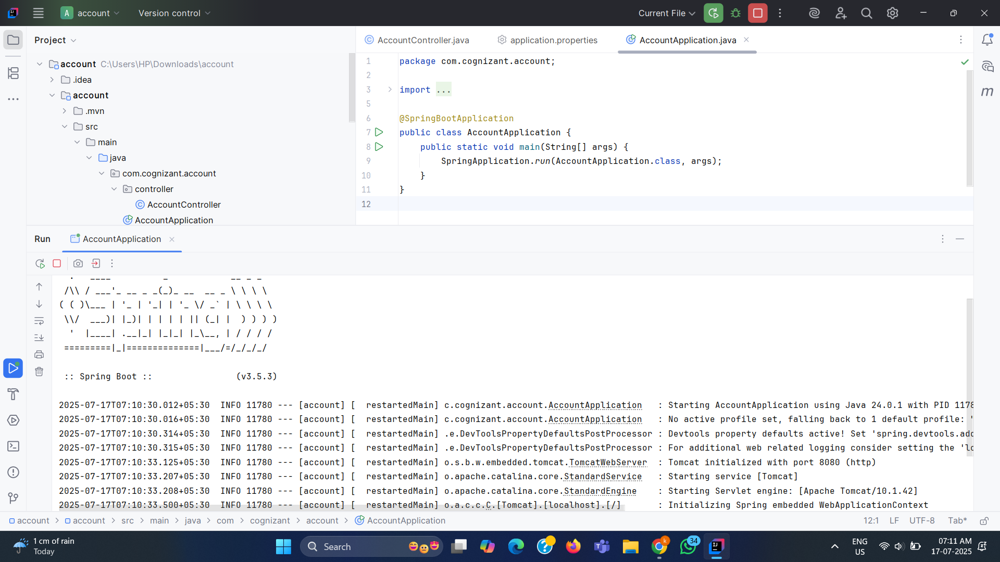 A account Version control Current File
Project
account C:\Users\HP\Downloads\account
.idea
account
.mvn
src
main
java
com.cognizant.account
controller
AccountController
AccountApplication
AccountController.java application.properties AccountApplication.java
1 package com.cognizant.account;
2
3 import ...
5
6 @SpringBootApplication
7 public class AccountApplication {
8 public static void main(String[] args) {
9 SpringApplication.run(AccountApplication.class, args);
10 }
11 }
12
Run AccountApplication
.   ____          _            __ _ _
 /\\ / ___'_ __ _ _(_)_ __  __ _ \ \ \ \
( ( )\___ | '_ | '_| | '_ \/ _` | \ \ \ \
 \\/  ___)| |_)| | | | | || (_| |  ) ) ) )
  '  |____| .__|_| |_|_| |_\__, | / / / /
 =========|_|==============|___/=/_/_/_/
:: Spring Boot :: (v3.5.3)
2025-07-17T07:10:30.012+05:30 INFO 11780 --- [account] [ restartedMain] c.cognizant.account.AccountApplication : Starting AccountApplication using Java 24.0.1 with PID 1178
2025-07-17T07:10:30.016+05:30 INFO 11780 --- [account] [ restartedMain] c.cognizant.account.AccountApplication : No active profile set, falling back to 1 default profile: "
2025-07-17T07:10:30.314+05:30 INFO 11780 --- [account] [ restartedMain] .e.DevToolsPropertyDefaultsPostProcessor : Devtools property defaults active! Set 'spring.devtools.add
2025-07-17T07:10:30.315+05:30 INFO 11780 --- [account] [ restartedMain] .e.DevToolsPropertyDefaultsPostProcessor : For additional web related logging consider setting the 'lo
2025-07-17T07:10:33.125+05:30 INFO 11780 --- [account] [ restartedMain] o.s.b.w.embedded.tomcat.TomcatWebServer : Tomcat initialized with port 8080 (http)
2025-07-17T07:10:33.207+05:30 INFO 11780 --- [account] [ restartedMain] o.apache.catalina.core.StandardService : Starting service [Tomcat]
2025-07-17T07:10:33.208+05:30 INFO 11780 --- [account] [ restartedMain] o.apache.catalina.core.StandardEngine : Starting Servlet engine: [Apache Tomcat/10.1.42]
2025-07-17T07:10:33.500+05:30 INFO 11780 --- [account] [ restartedMain] o.a.c.c.C.[Tomcat].[localhost].[/] : Initializing Spring embedded WebApplicationContext
account > account > src > main > java > com > cognizant > account > AccountApplication 12:1 LF UTF-8 Tab*
1 cm of rain
Today
Search
34
ENG
US
07:11 AM
17-07-2025